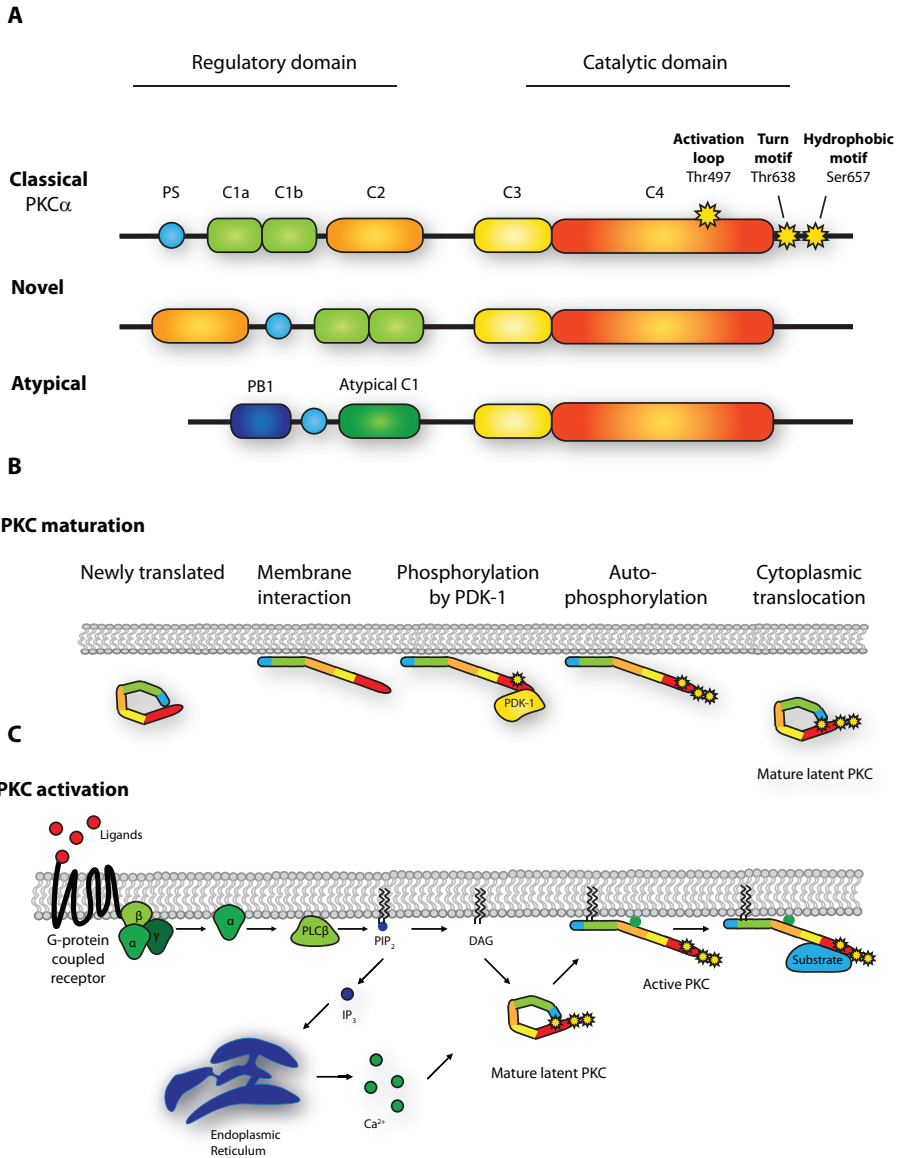 A
Regulatory domain
Catalytic domain
Activation loop Thr497
Turn motif Thr638
Hydrophobic motif Ser657
Classical
PKCα
PS
C1a
C1b
C2
C3
C4
Novel
Atypical
PB1
Atypical C1
B
PKC maturation
Newly translated
Membrane
interaction
Phosphorylation
by PDK-1
Auto-
phosphorylation
Cytoplasmic
translocation
PDK-1
Mature latent PKC
C
PKC activation
Ligands
β
α
γ
α
PLCβ
PIP2
DAG
G-protein
coupled
receptor
Active PKC
Substrate
IP3
Mature latent PKC
Ca2+
Endoplasmic
Reticulum